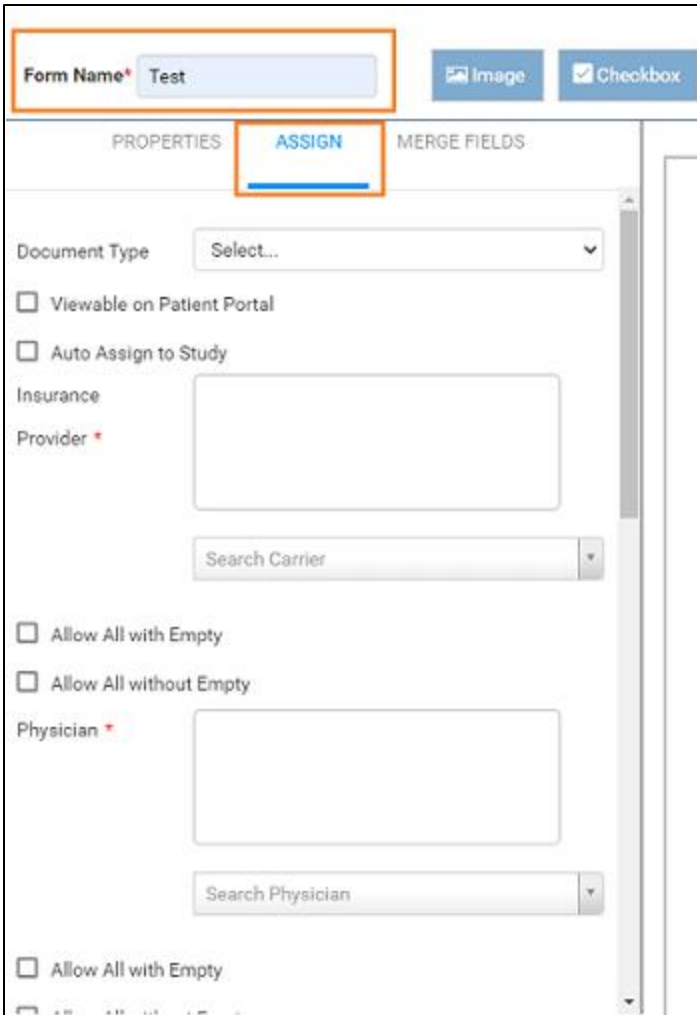 Form Name* Test Image Checkbox
PROPERTIES ASSIGN MERGE FIELDS
Document Type Select...
Viewable on Patient Portal
Auto Assign to Study
Insurance
Provider *
Search Carrier
Allow All with Empty
Allow All without Empty
Physician *
Search Physician
Allow All with Empty